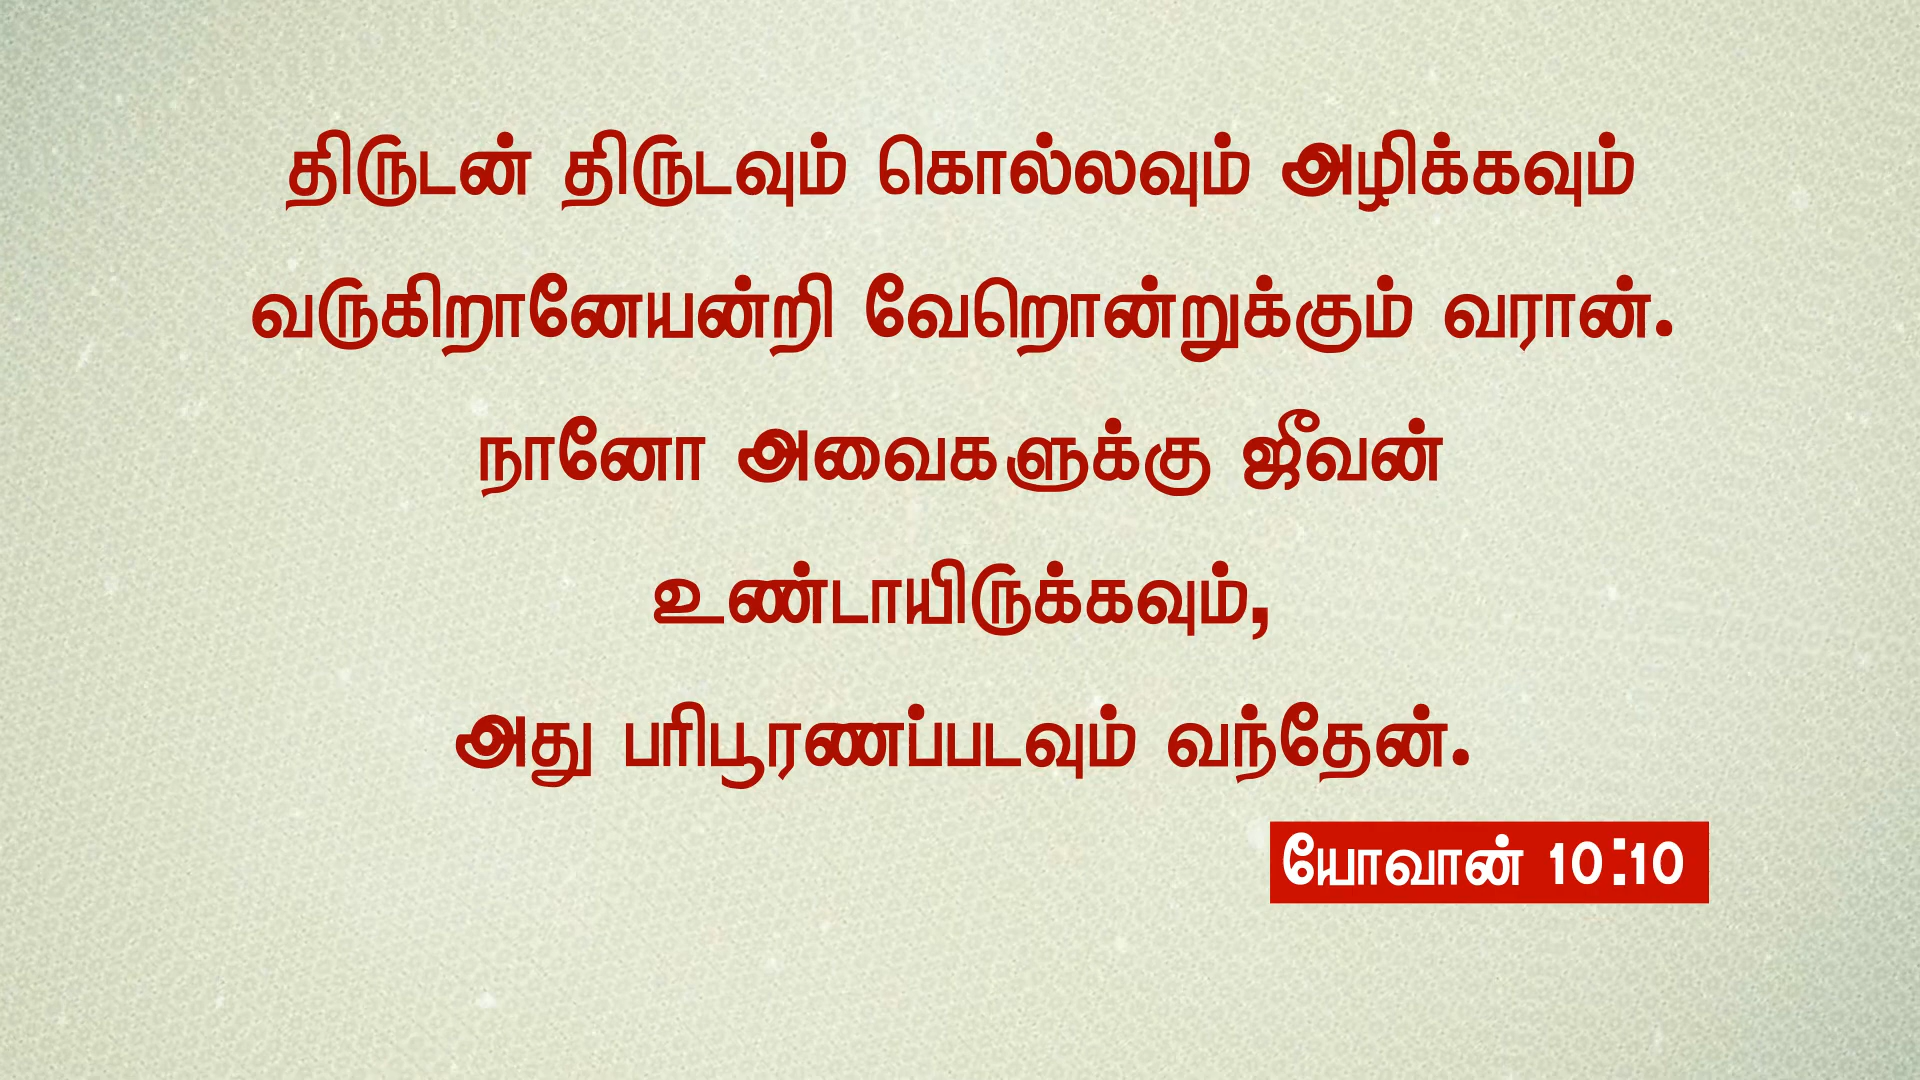 திருடன் திருடவும் கொல்லவும் அழிக்கவும்
வருகிறானேயன்றி வேறொன்றுக்கும் வரான்.
நானோ அவைகளுக்கு ஜீவன்
உண்டாயிருக்கவும்,
அது பரிபூரணப்படவும் வந்தேன்.
யோவான் 10:10